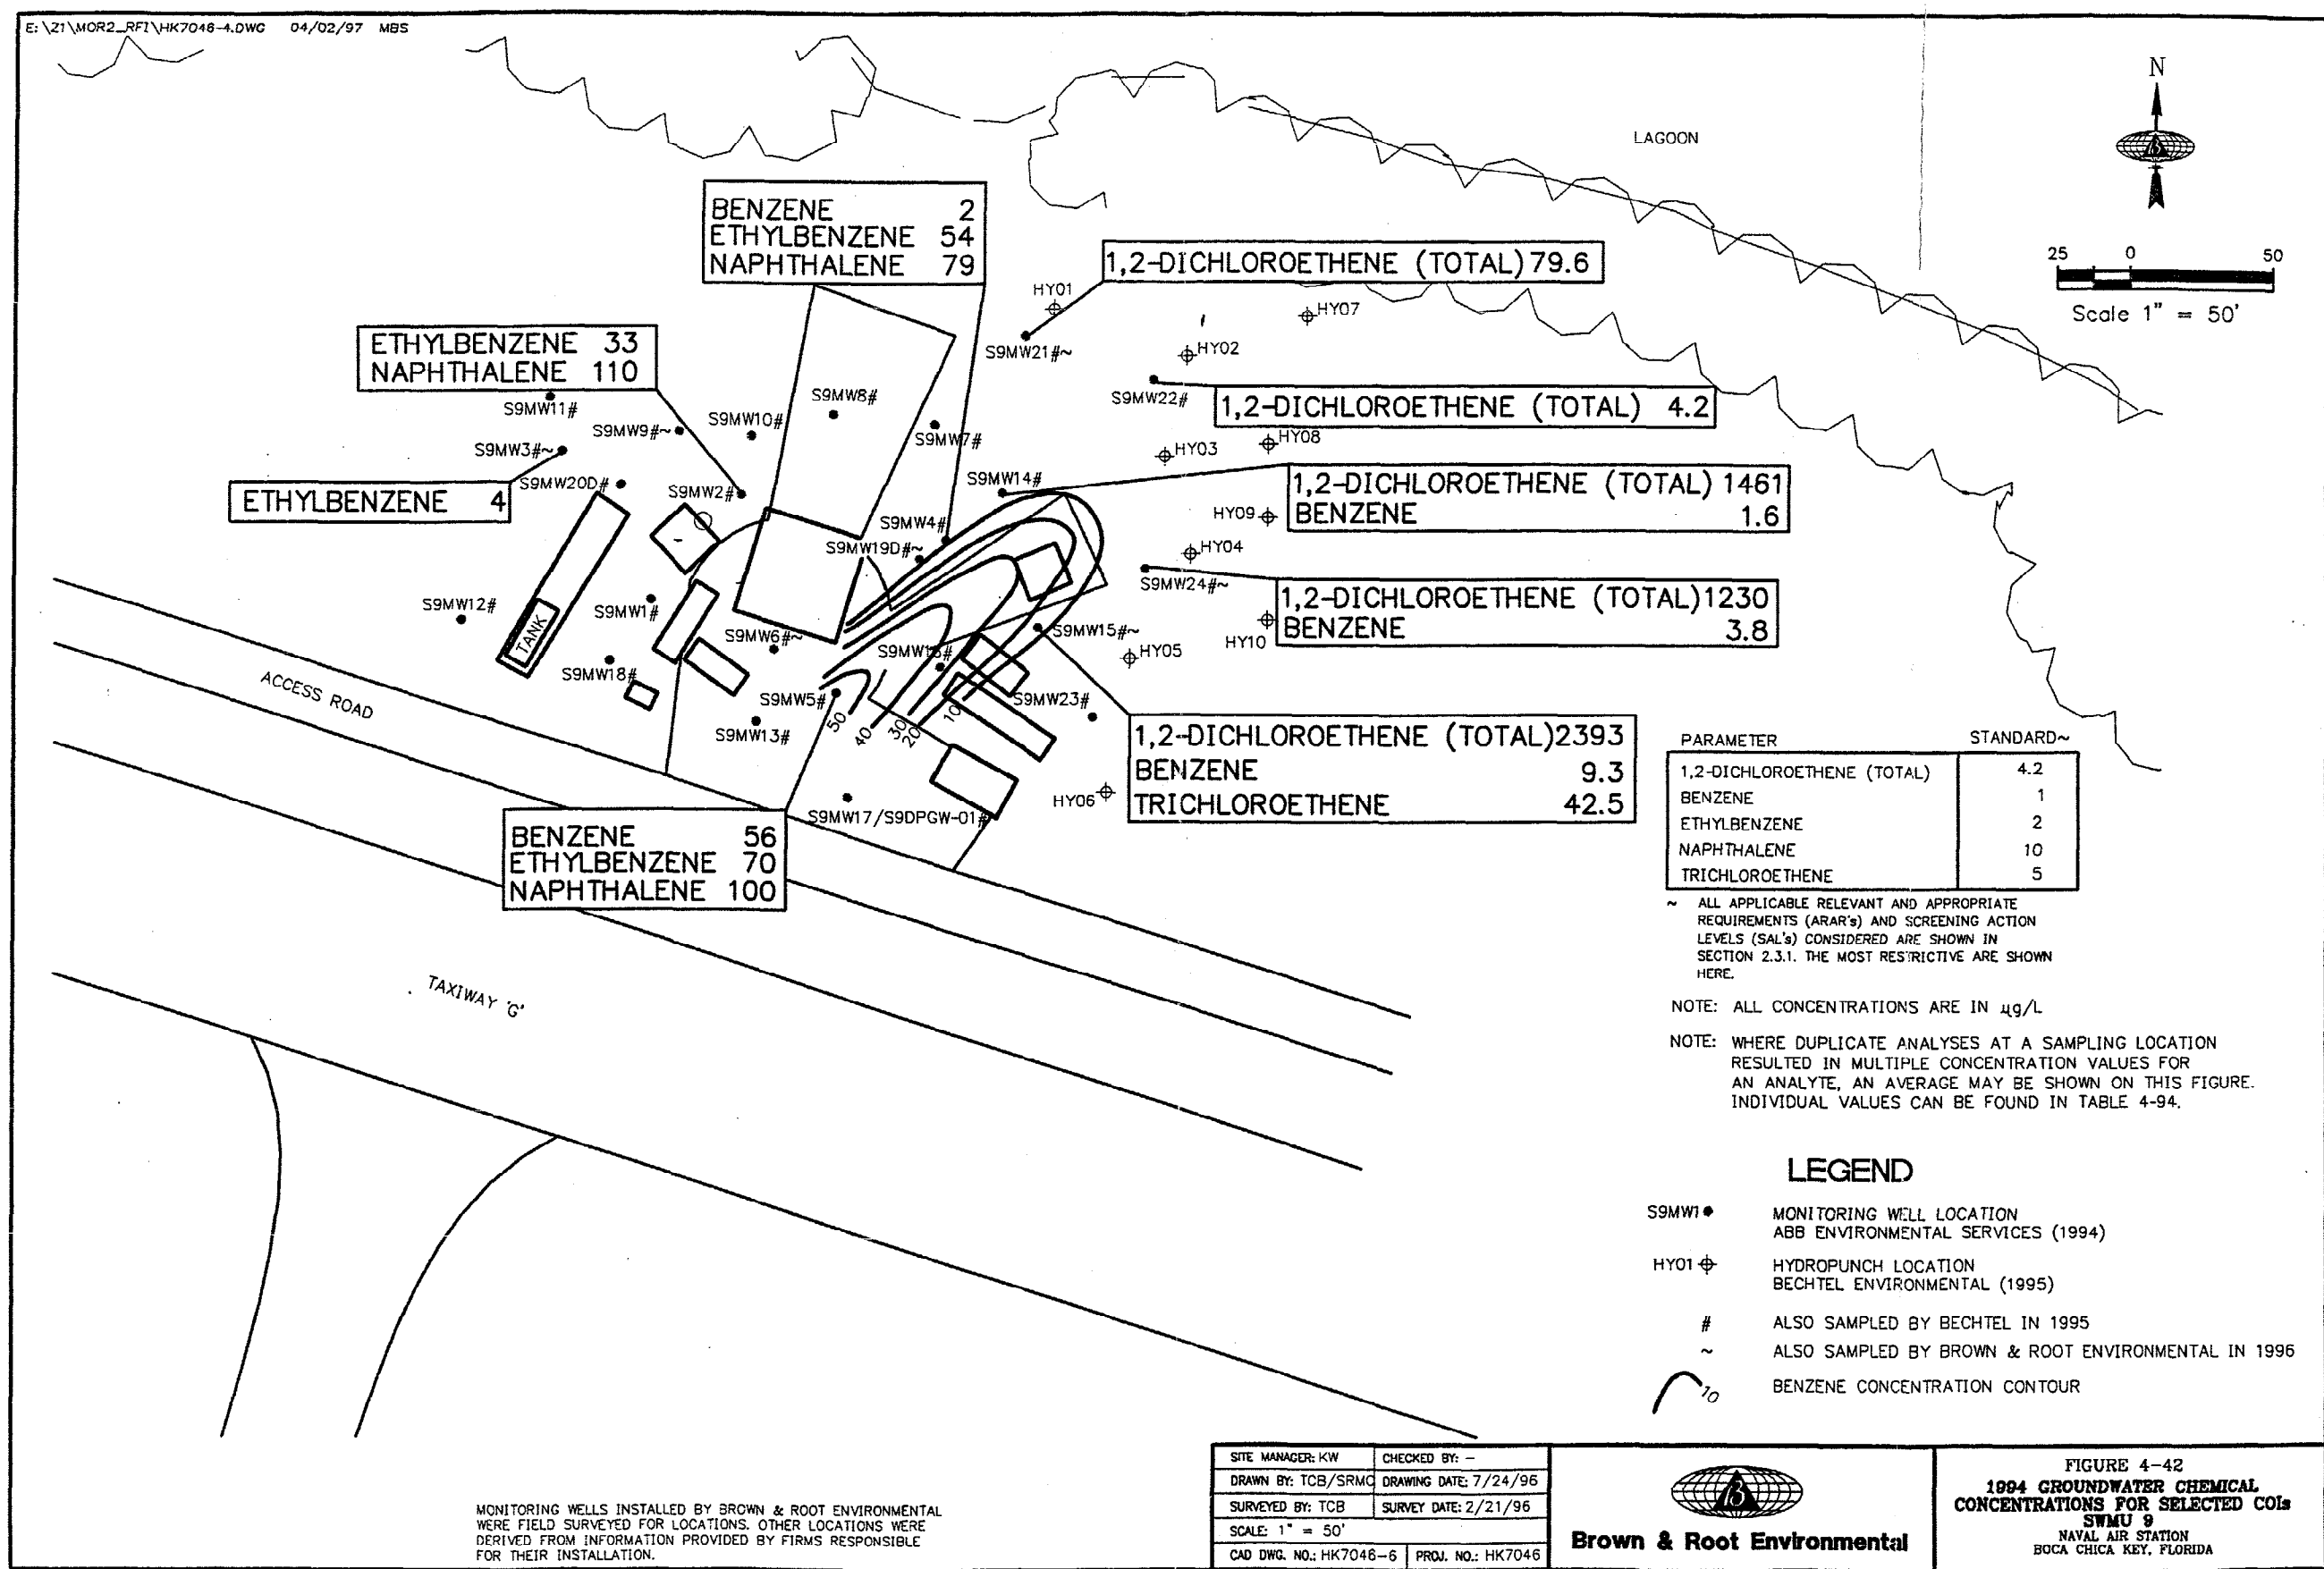 E:\Z1\MOR2_RFI\HK7046-4.DWG 04/02/97 MBS
N
LAGOON
25 0 50
Scale 1" = 50'
BENZENE 2
ETHYLBENZENE 54
NAPHTHALENE 79
1,2-DICHLOROETHENE (TOTAL) 79.6
HY01
HY07
S9MW21#~
HY02
ETHYLBENZENE 33
NAPHTHALENE 110
S9MW11#
S9MW8#
S9MW22#
1,2-DICHLOROETHENE (TOTAL) 4.2
S9MW9#~
S9MW10#
S9MW7#
HY03
HY08
S9MW3#~
S9MW20D#
S9MW2#
S9MW14#
ETHYLBENZENE 4
1,2-DICHLOROETHENE (TOTAL) 1461
BENZENE 1.6
S9MW4#
HY09
S9MW19D#~
HY04
S9MW24#~
1,2-DICHLOROETHENE (TOTAL)1230
BENZENE 3.8
S9MW12#
TANK
S9MW1#
S9MW6#~
S9MW15#~
HY10
HY05
S9MW16#
S9MW18#
S9MW5#
S9MW23#
ACCESS ROAD
S9MW13#
50
40
30
20
10
1,2-DICHLOROETHENE (TOTAL)2393
BENZENE 9.3
TRICHLOROETHENE 42.5
HY06
S9MW17/S9DPGW-01#
BENZENE 56
ETHYLBENZENE 70
NAPHTHALENE 100
PARAMETER STANDARD~
1,2-DICHLOROETHENE (TOTAL) 4.2
BENZENE 1
ETHYLBENZENE 2
NAPHTHALENE 10
TRICHLOROETHENE 5
~ ALL APPLICABLE RELEVANT AND APPROPRIATE
REQUIREMENTS (ARAR's) AND SCREENING ACTION
LEVELS (SAL's) CONSIDERED ARE SHOWN IN
SECTION 2.3.1. THE MOST RESTRICTIVE ARE SHOWN
HERE.
TAXIWAY 'G'
NOTE: ALL CONCENTRATIONS ARE IN µg/L
NOTE: WHERE DUPLICATE ANALYSES AT A SAMPLING LOCATION
RESULTED IN MULTIPLE CONCENTRATION VALUES FOR
AN ANALYTE, AN AVERAGE MAY BE SHOWN ON THIS FIGURE.
INDIVIDUAL VALUES CAN BE FOUND IN TABLE 4-94.
LEGEND
S9MW1 MONITORING WELL LOCATION
ABB ENVIRONMENTAL SERVICES (1994)
HY01 HYDROPUNCH LOCATION
BECHTEL ENVIRONMENTAL (1995)
# ALSO SAMPLED BY BECHTEL IN 1995
~ ALSO SAMPLED BY BROWN & ROOT ENVIRONMENTAL IN 1996
10 BENZENE CONCENTRATION CONTOUR
MONITORING WELLS INSTALLED BY BROWN & ROOT ENVIRONMENTAL
WERE FIELD SURVEYED FOR LOCATIONS. OTHER LOCATIONS WERE
DERIVED FROM INFORMATION PROVIDED BY FIRMS RESPONSIBLE
FOR THEIR INSTALLATION.
SITE MANAGER: KW CHECKED BY: -
DRAWN BY: TCB/SRMC DRAWING DATE: 7/24/96
SURVEYED BY: TCB SURVEY DATE: 2/21/96
SCALE: 1" = 50'
CAD DWG. NO.: HK7046-6 PROJ. NO.: HK7046
Brown & Root Environmental
FIGURE 4-42
1994 GROUNDWATER CHEMICAL
CONCENTRATIONS FOR SELECTED COIs
SWMU 9
NAVAL AIR STATION
BOCA CHICA KEY, FLORIDA